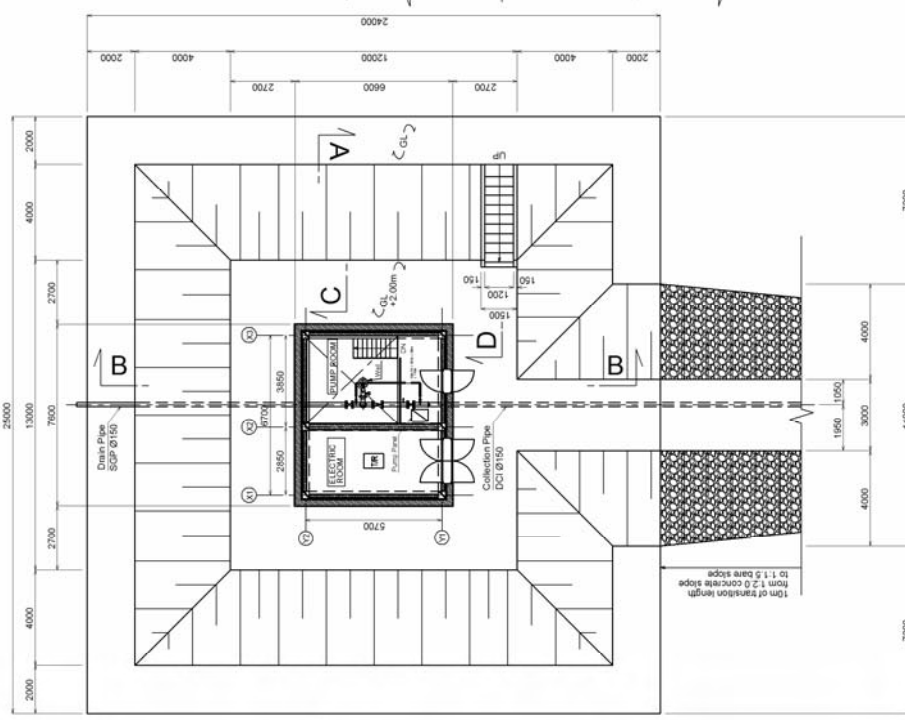 24000
2000
4000
12000
4000
2000
2700
6600
2700
25000
2000
4000
13000
4000
2000
2700
7600
2700
A
GL
UP
B
C
GL
+2.00m
150
1200
150
1500
D
B
X3
X2
X1
3850
6700
2850
PUMP ROOM
Well
DN
ELECTRIC
ROOM
TR
Pump Panel
5700
Y2
Y1
Drain Pipe
SGP Ø150
Collection Pipe
DCI Ø150
4000
1050
3000
1950
4000
10m of transition length
from 1:2.0 concrete slope
to 1:1.5 bare slope